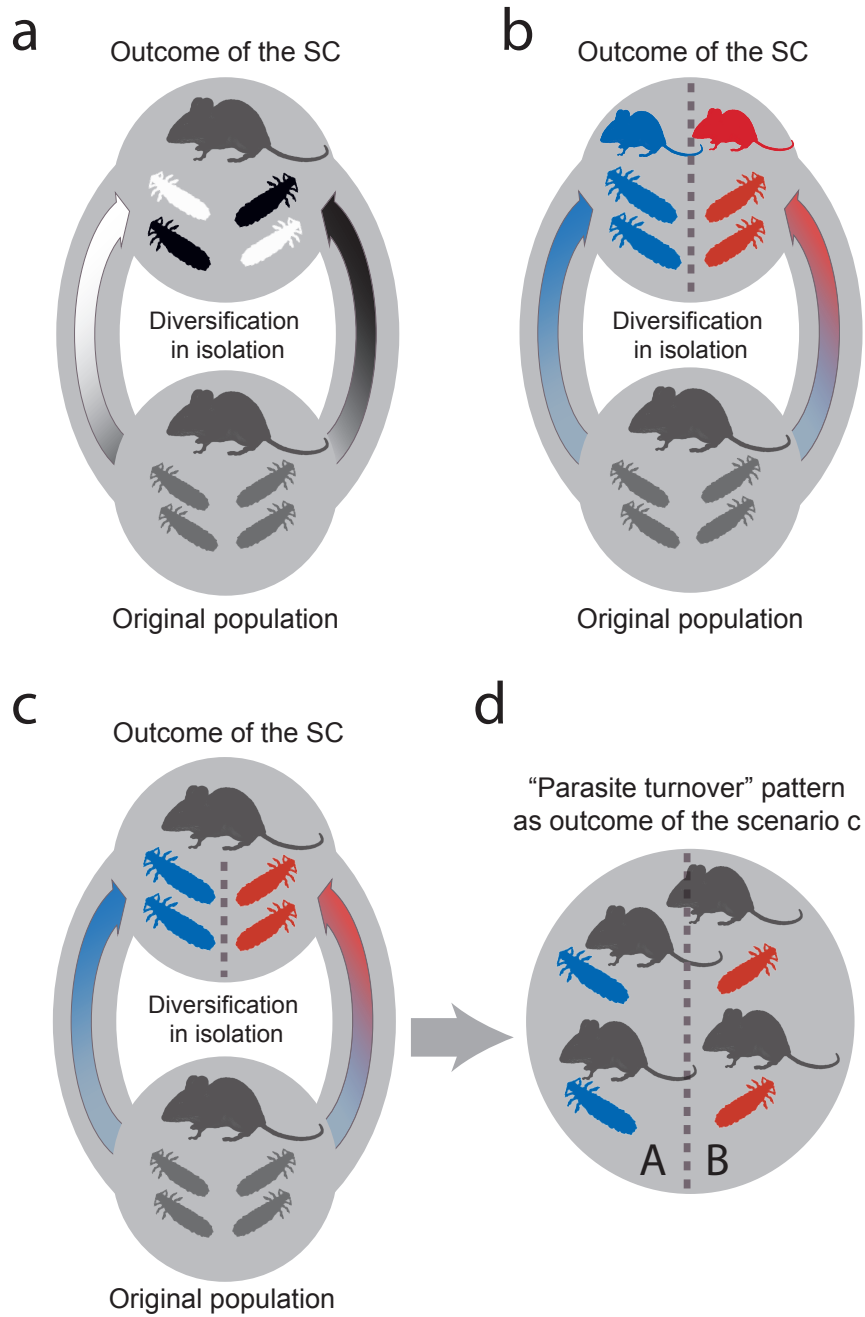 a
Outcome of the SC
Diversification
in isolation
Original population
b
Outcome of the SC
Diversification
in isolation
Original population
c
Outcome of the SC
Diversification
in isolation
Original population
d
“Parasite turnover” pattern
as outcome of the scenario c
A
B